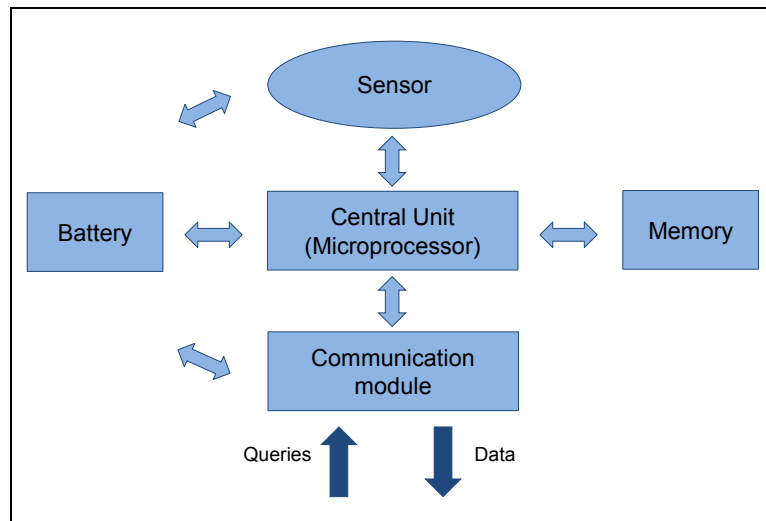 Sensor
Battery
Central Unit
(Microprocessor)
Memory
Communication
module
Queries
Data